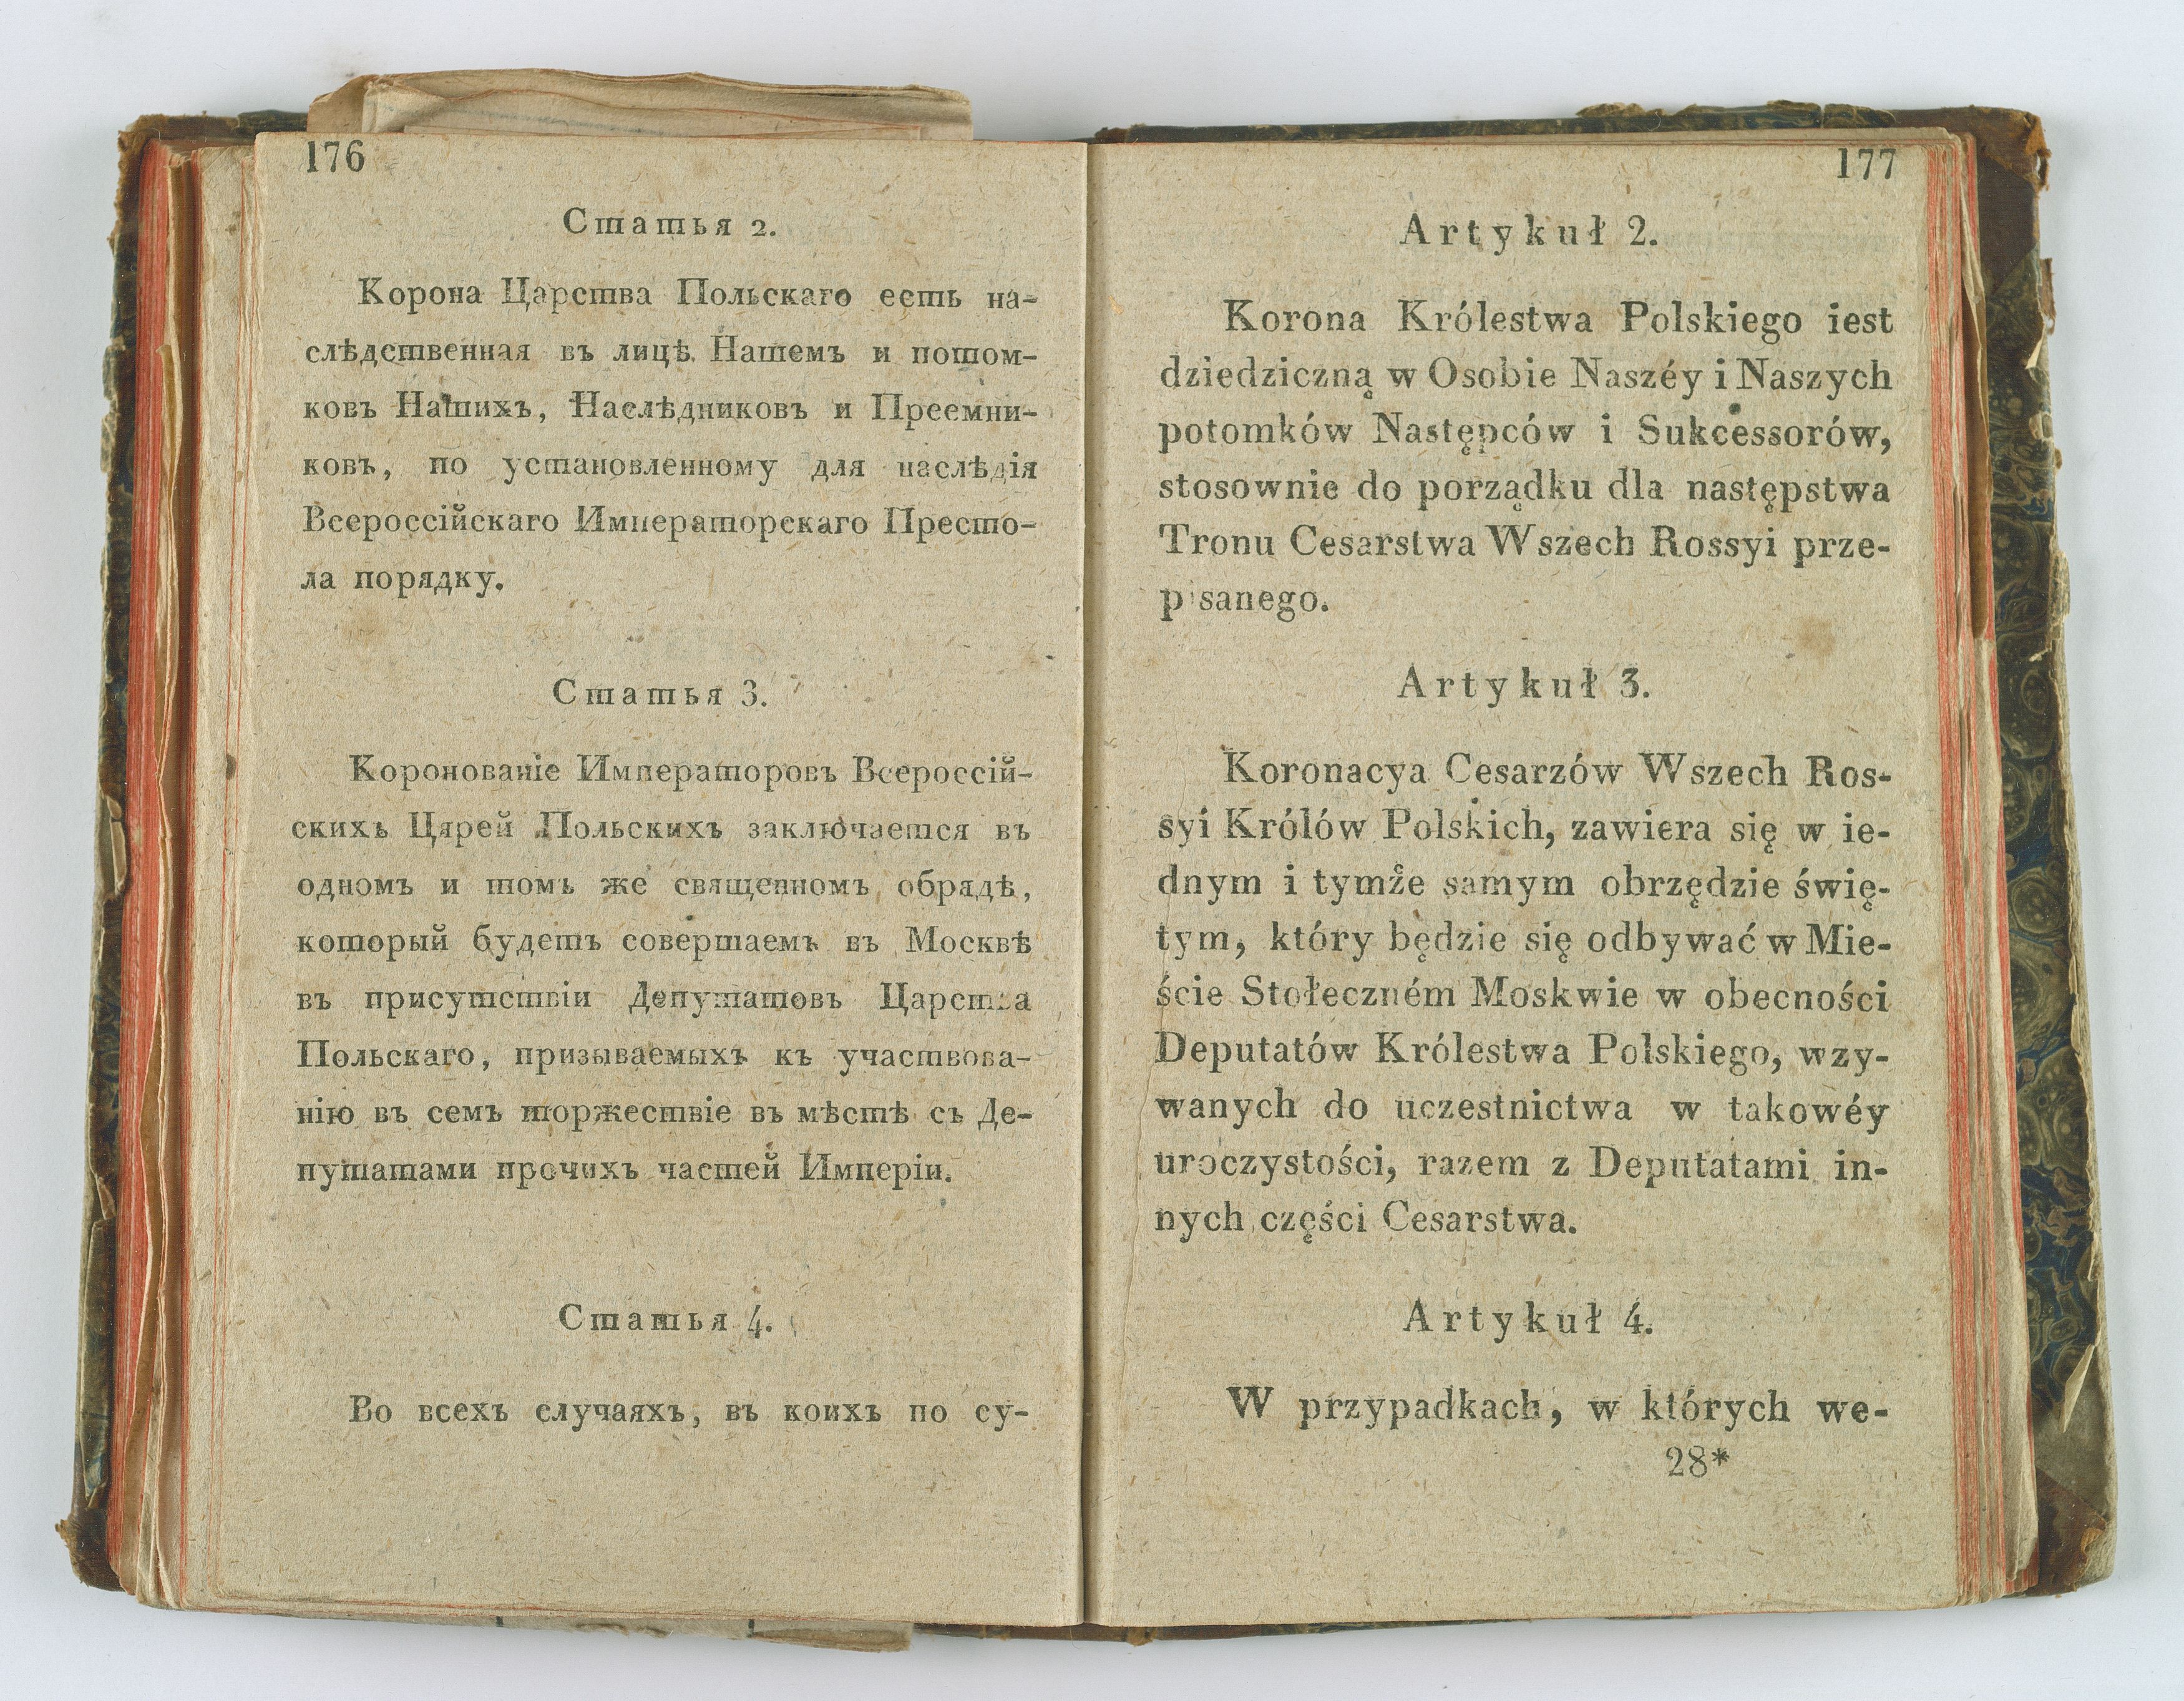 176
Статья 2.
Корона Царства Польскаго есть на-
слѣдственная въ лицѣ Нашемъ и потом-
ковъ Нашихъ, Наслѣдниковъ и Преемни-
ковъ, по установленному для наслѣдія
Всероссійскаго Императорскаго Престо-
ла порядку.
Статья 3.
Коронованіе Императоровъ Всероссій-
скихъ Царей Польскихъ заключается въ
одномъ и томъ же священномъ обрядѣ,
который будетъ совершаемъ въ Москвѣ
въ присутствіи Депутатовъ Царства
Польскаго, призываемыхъ къ участвова-
нію въ семъ торжествіе въ мѣстѣ съ Де-
путатами прочихъ частей Имперіи.
Статья 4.
Во всехъ случаяхъ, въ коихъ по су-
177
Artykuł 2.
Korona Królestwa Polskiego iest
dziedziczną w Osobie Naszéy i Naszych
potomków Następców i Sukcessorów,
stosownie do porządku dla następstwa
Tronu Cesarstwa Wszech Rossyi prze-
pisanego.
Artykuł 3.
Koronacya Cesarzów Wszech Ros-
syi Królów Polskich, zawiera się w ie-
dnym i tymże samym obrzędzie świę-
tym, który będzie się odbywać w Mie-
ście Stołeczném Moskwie w obecności
Deputatów Królestwa Polskiego, wzy-
wanych do uczestnictwa w takowéy
uroczystości, razem z Deputatami in-
nych części Cesarstwa.
Artykuł 4.
W przypadkach, w których we-
28*